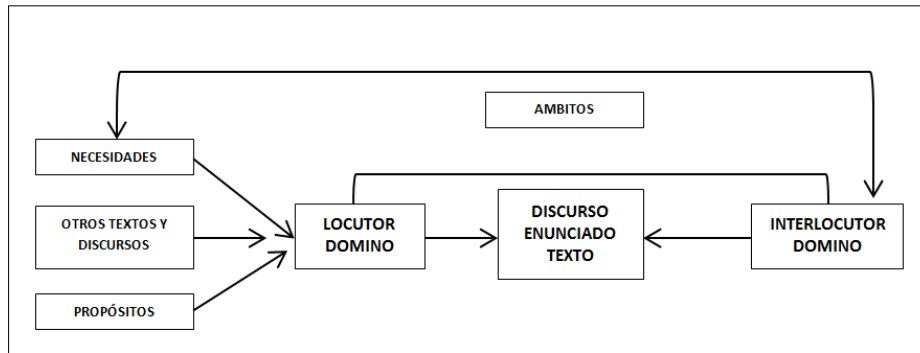 AMBITOS
NECESIDADES
OTROS TEXTOS Y
DISCURSOS
PROPÓSITOS
LOCUTOR
DOMINO
DISCURSO
ENUNCIADO
TEXTO
INTERLOCUTOR
DOMINO